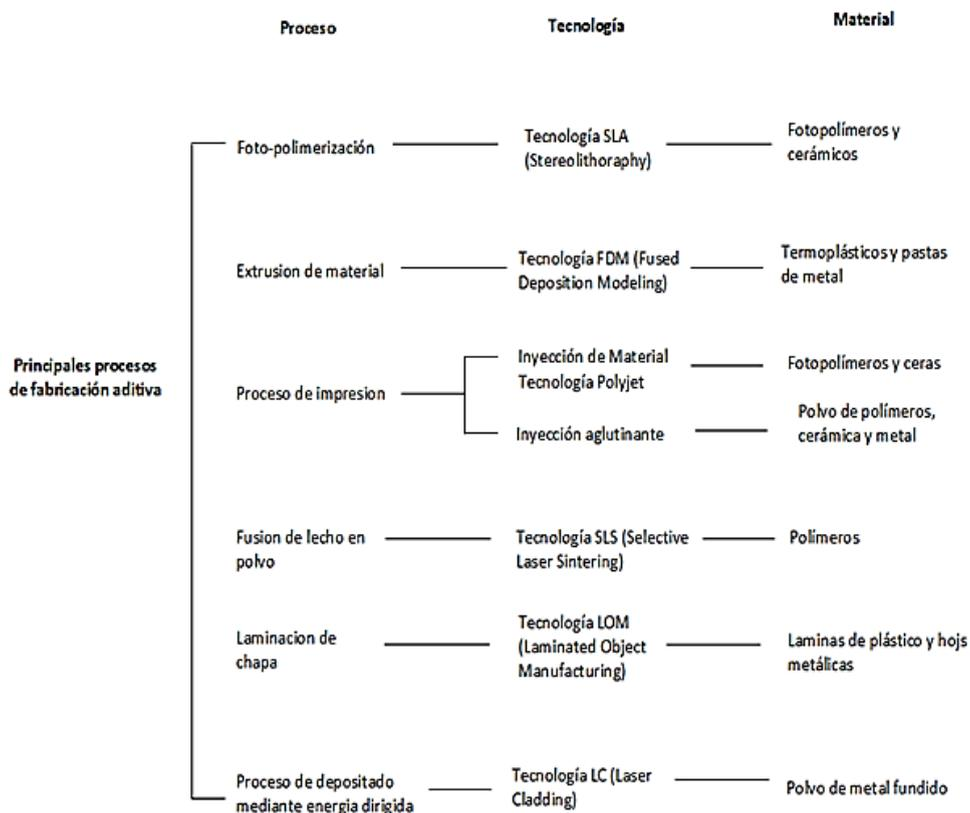 Proceso
Tecnología
Material
Foto-polimerización
Tecnología SLA
(Stereolithoraphy)
Fotopolímeros y
cerámicos
Extrusion de material
Tecnología FDM (Fused
Deposition Modeling)
Termoplásticos y pastas
de metal
Principales procesos
de fabricación aditiva
Proceso de impresion
Inyección de Material
Tecnología Polyjet
Fotopolímeros y ceras
Inyección aglutinante
Polvo de polímeros,
cerámica y metal
Fusion de lecho en
polvo
Tecnología SLS (Selective
Laser Sintering)
Polímeros
Laminacion de
chapa
Tecnología LOM
(Laminated Object
Manufacturing)
Laminas de plástico y hojs
metálicas
Proceso de depositado
mediante energia dirigida
Tecnología LC (Laser
Cladding)
Polvo de metal fundido